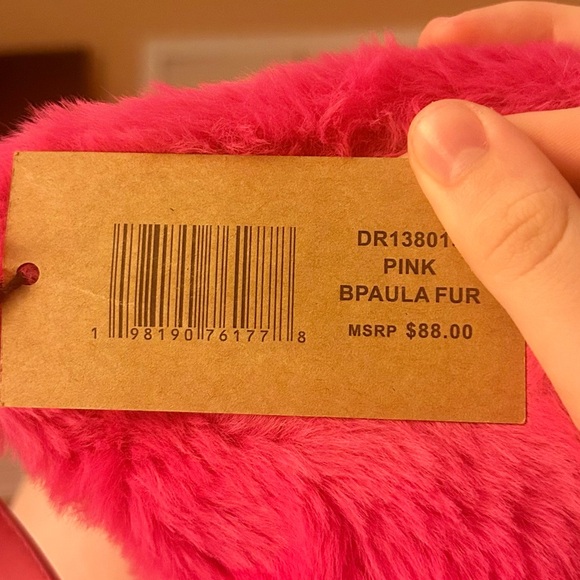 DR13801
PINK
BPAULA FUR
MSRP $88.00
1 98190 76177 8